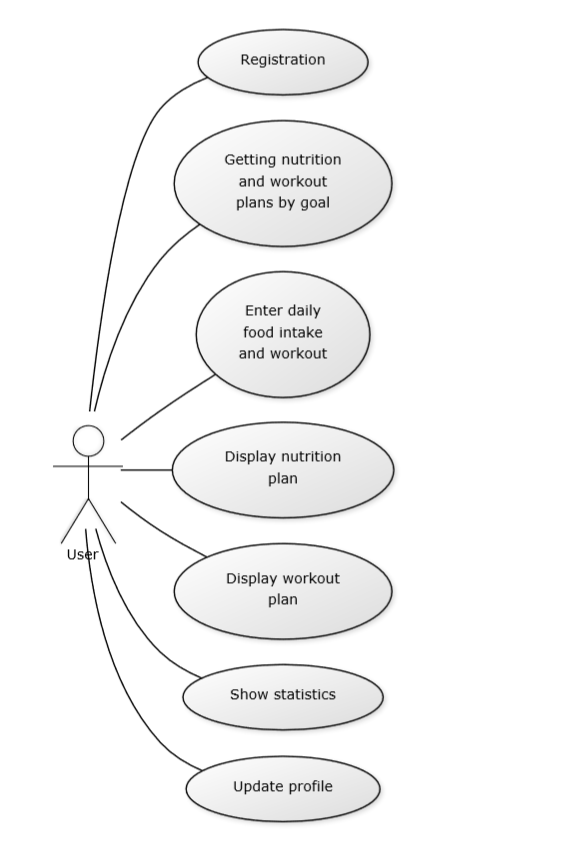 Registration
Getting nutrition
and workout
plans by goal
Enter daily
food intake
and workout
Display nutrition
plan
User
Display workout
plan
Show statistics
Update profile